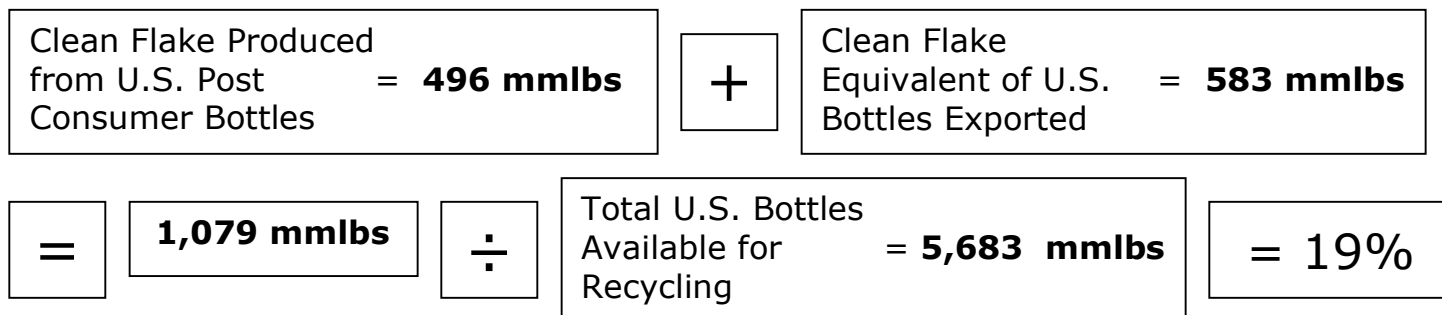 Clean Flake Produced
from U.S. Post = 496 mmlbs
Consumer Bottles
+
Clean Flake
Equivalent of U.S. = 583 mmlbs
Bottles Exported
=
1,079 mmlbs
÷
Total U.S. Bottles
Available for = 5,683 mmlbs
Recycling
= 19%